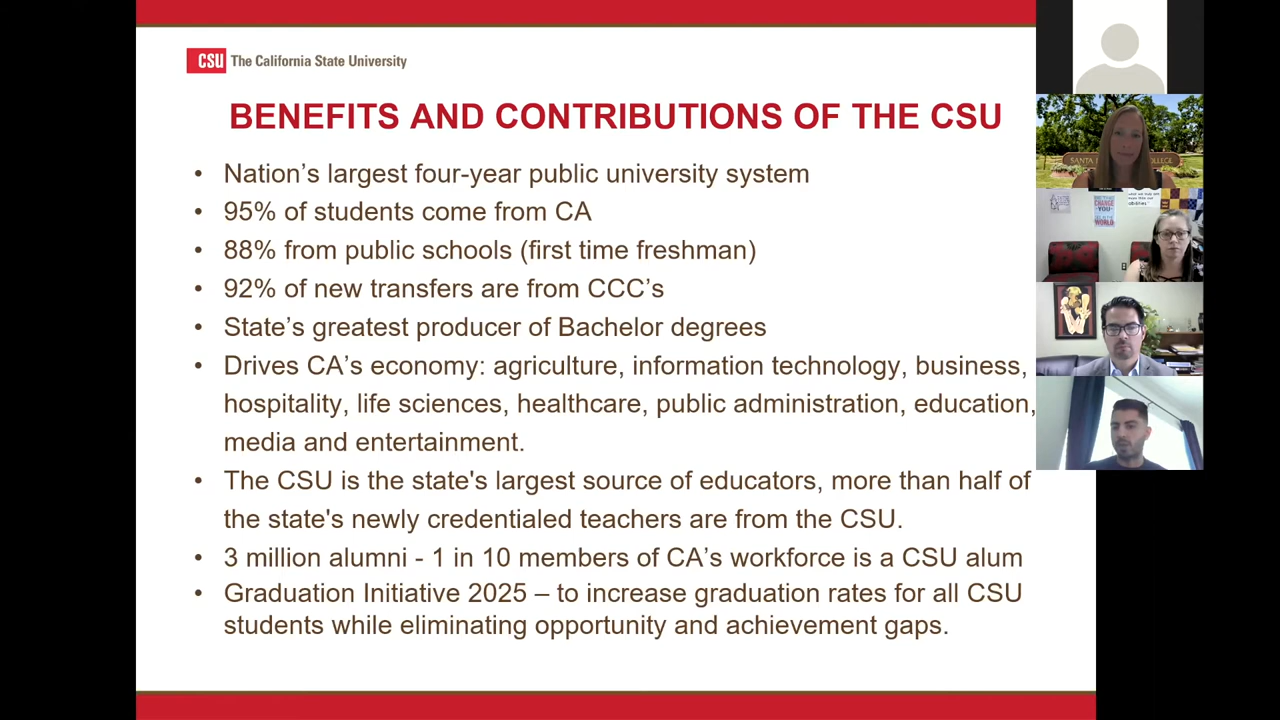 CSU The California State University
BENEFITS AND CONTRIBUTIONS OF THE CSU
• Nation's largest four-year public university system
• 95% of students come from CA
• 88% from public schools (first time freshman)
• 92% of new transfers are from CCC's
• State's greatest producer of Bachelor degrees
• Drives CA's economy: agriculture, information technology, business,
hospitality, life sciences, healthcare, public administration, education,
media and entertainment.
• The CSU is the state's largest source of educators, more than half of
the state's newly credentialed teachers are from the CSU.
• 3 million alumni - 1 in 10 members of CA's workforce is a CSU alum
• Graduation Initiative 2025 – to increase graduation rates for all CSU
students while eliminating opportunity and achievement gaps.
SANTA
CHANGE
YOU
WORLD
abilities